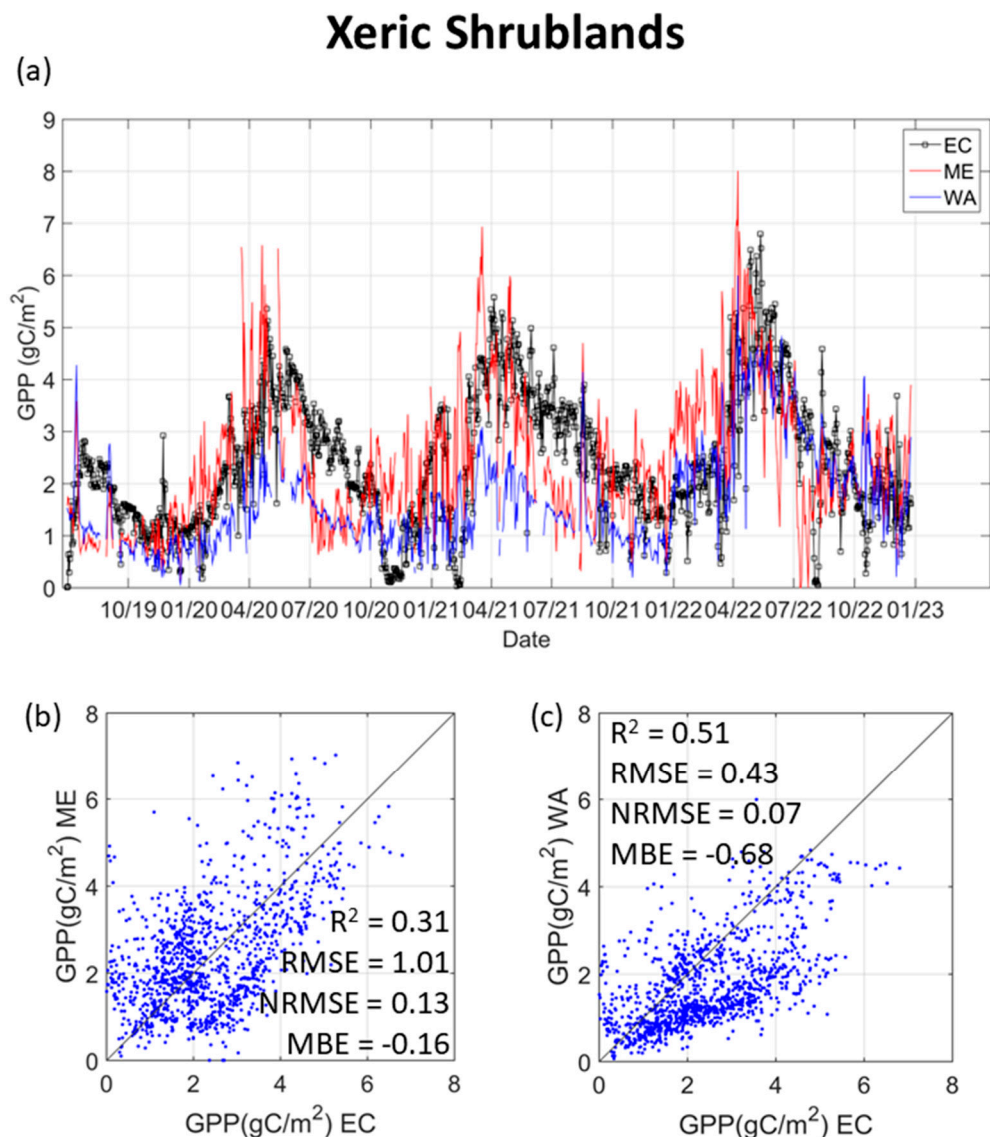 Xeric Shrublands
(a)
9
8
7
6
5
4
3
2
1
0
GPP (gC/m²)
EC
ME
WA
10/19 01/20 04/20 07/20 10/20 01/21 04/21 07/21 10/21 01/22 04/22 07/22 10/22 01/23
Date
(b)
8
6
4
2
0
GPP(gC/m²) ME
R² = 0.31
RMSE = 1.01
NRMSE = 0.13
MBE = -0.16
0 2 4 6 8
GPP(gC/m²) EC
(c)
8
6
4
2
0
GPP(gC/m²) WA
R² = 0.51
RMSE = 0.43
NRMSE = 0.07
MBE = -0.68
0 2 4 6 8
GPP(gC/m²) EC